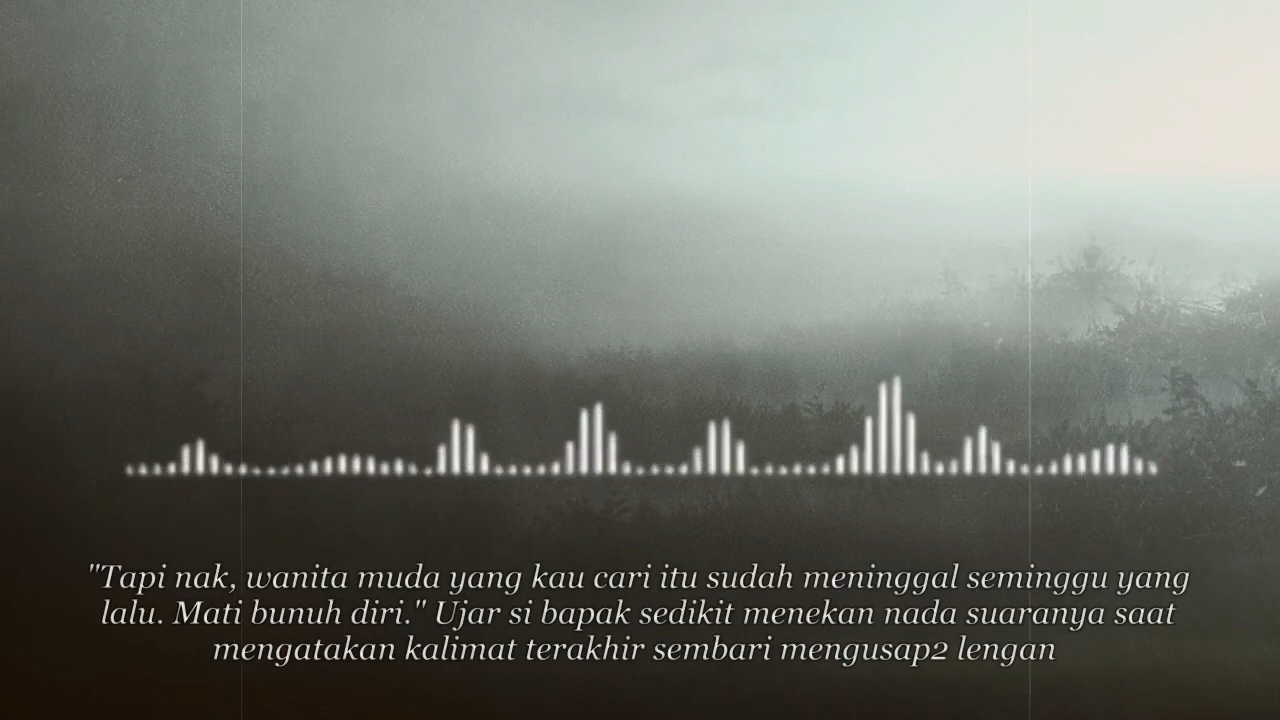 "Tapi nak, wanita muda yang kau cari itu sudah meninggal seminggu yang
lalu. Mati bunuh diri." Ujar si bapak sedikit menekan nada suaranya saat
mengatakan kalimat terakhir sembari mengusap2 lengan